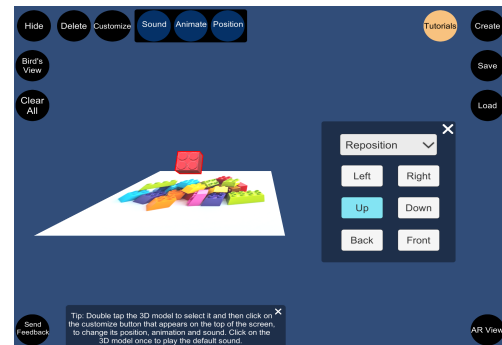 Hide
Delete
Customize
Sound
Animate
Position
Tutorials
Create
Bird's
View
Save
Clear
All
Load
Reposition
Left
Right
Up
Down
Back
Front
Send
Feedback
Tip: Double tap the 3D model to select it and then click on
the customize button that appears on the top of the screen,
to change its position, animation and sound. Click on the
3D model once to play the default sound.
AR View